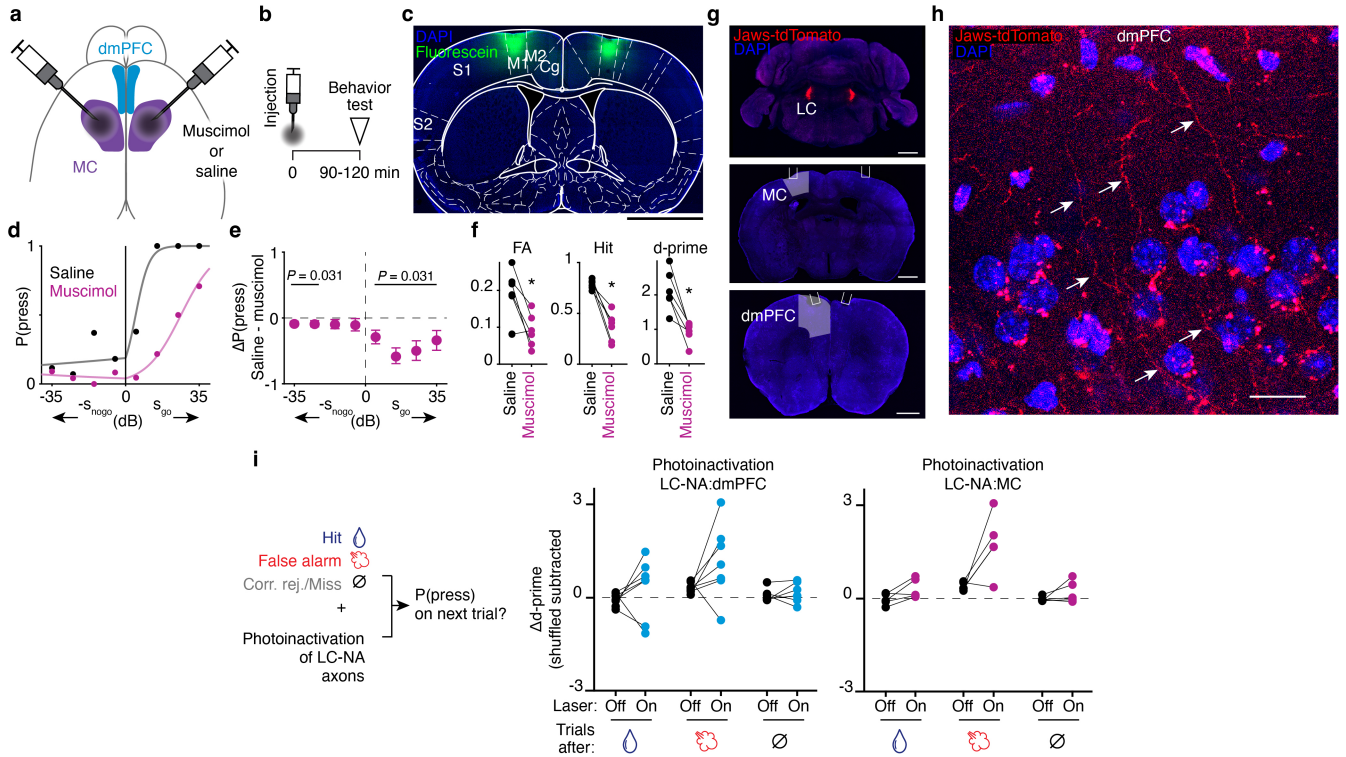 a
dmPFC
MC
Muscimol
or
saline
b
Injection
Behavior
test
0
90-120 min
c
DAPI
Fluorescein
S1
M1
M2
Cg
S2
d
1
P(press)
0
Saline
Muscimol
-35
0
35
-s nogo
s go
(dB)
e
1
ΔP(press)
Saline - muscimol
0
-1
P = 0.031
P = 0.031
-35
0
35
-s nogo
s go
(dB)
f
FA
0.2
0.1
0
*
Saline
Muscimol
Hit
1
0.5
0
*
Saline
Muscimol
d-prime
2
1
0
*
Saline
Muscimol
g
Jaws-tdTomato
DAPI
LC
MC
dmPFC
h
Jaws-tdTomato
DAPI
dmPFC
i
Hit
False alarm
Corr. rej./Miss
+
Photoinactivation
of LC-NA
axons
P(press)
on next trial?
Photoinactivation
LC-NA:dmPFC
Δd-prime
(shuffled subtracted)
3
0
-3
Laser:
Off On Off On Off On
Trials
after:
Photoinactivation
LC-NA:MC
3
0
-3
Off On Off On Off On